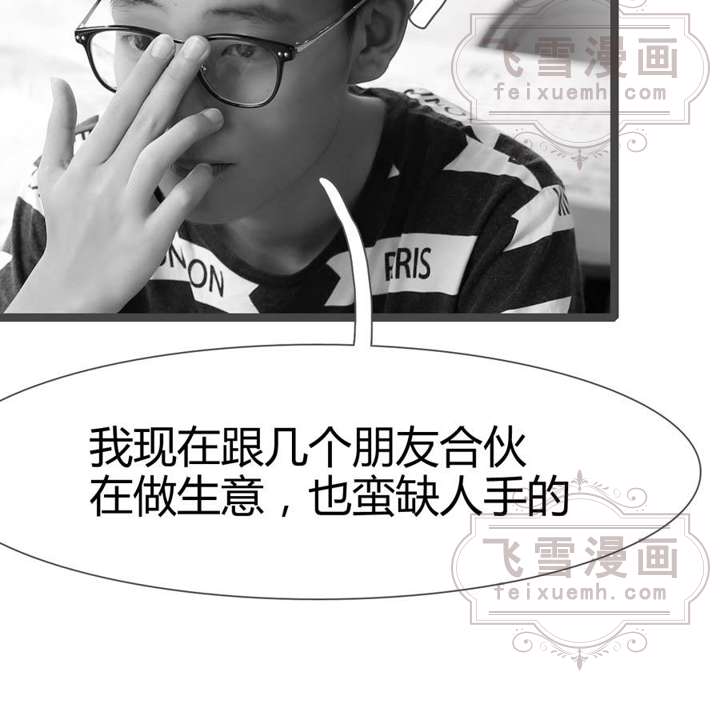 飞雪漫画
feixuemh.com
NON
ERIS
我现在跟几个朋友合伙
在做生意，也蛮缺人手的
飞雪漫画
feixuemh.com